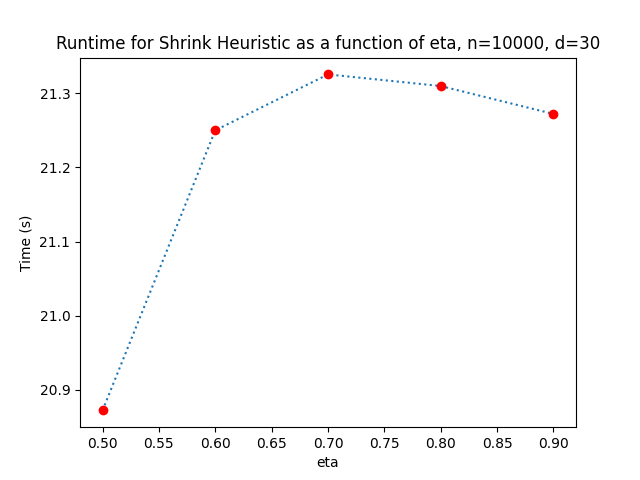 Runtime for Shrink Heuristic as a function of eta, n=10000, d=30
Time (s)
21.3
21.2
21.1
21.0
20.9
0.50 0.55 0.60 0.65 0.70 0.75 0.80 0.85 0.90
eta